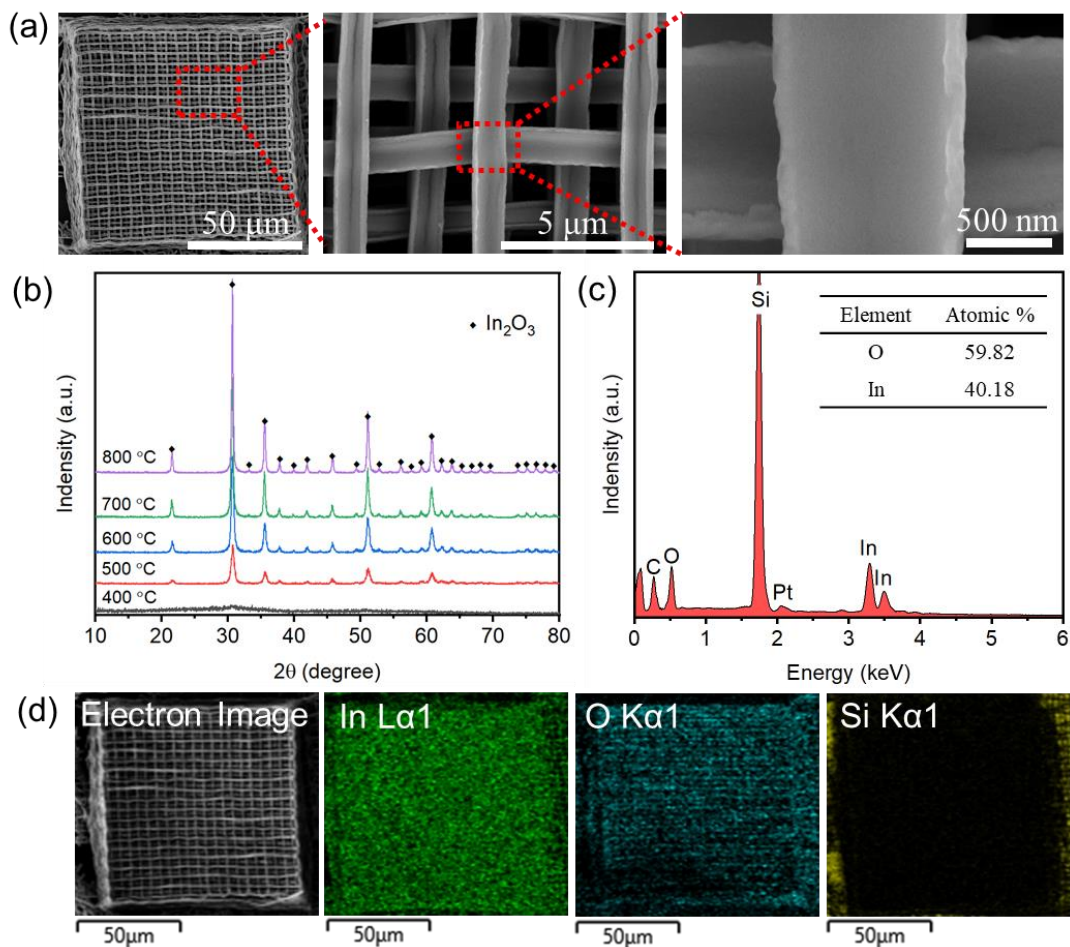 (a)
50 μm
5 μm
500 nm
(b)
Indensity (a.u.)
In₂O₃
800 °C
700 °C
600 °C
500 °C
400 °C
10 20 30 40 50 60 70 80
2θ (degree)
(c)
Indensity (a.u.)
Si
Element Atomic %
O 59.82
In 40.18
C
O
Pt
In
In
0 1 2 3 4 5 6
Energy (keV)
(d)
Electron Image
In Lα1
O Kα1
Si Kα1
50μm
50μm
50μm
50μm